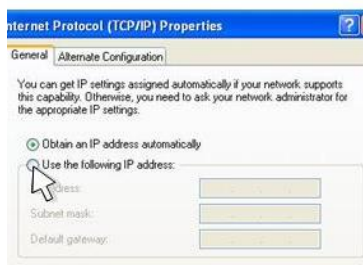 nternet Protocol (TCP/IP) Properties
?
General
Alternate Configuration
You can get IP settings assigned automatically if your network supports
this capability. Otherwise, you need to ask your network administrator for
the appropriate IP settings.
Obtain an IP address automatically
Use the following IP address:
dress:
Subnet mask:
Default gateway: